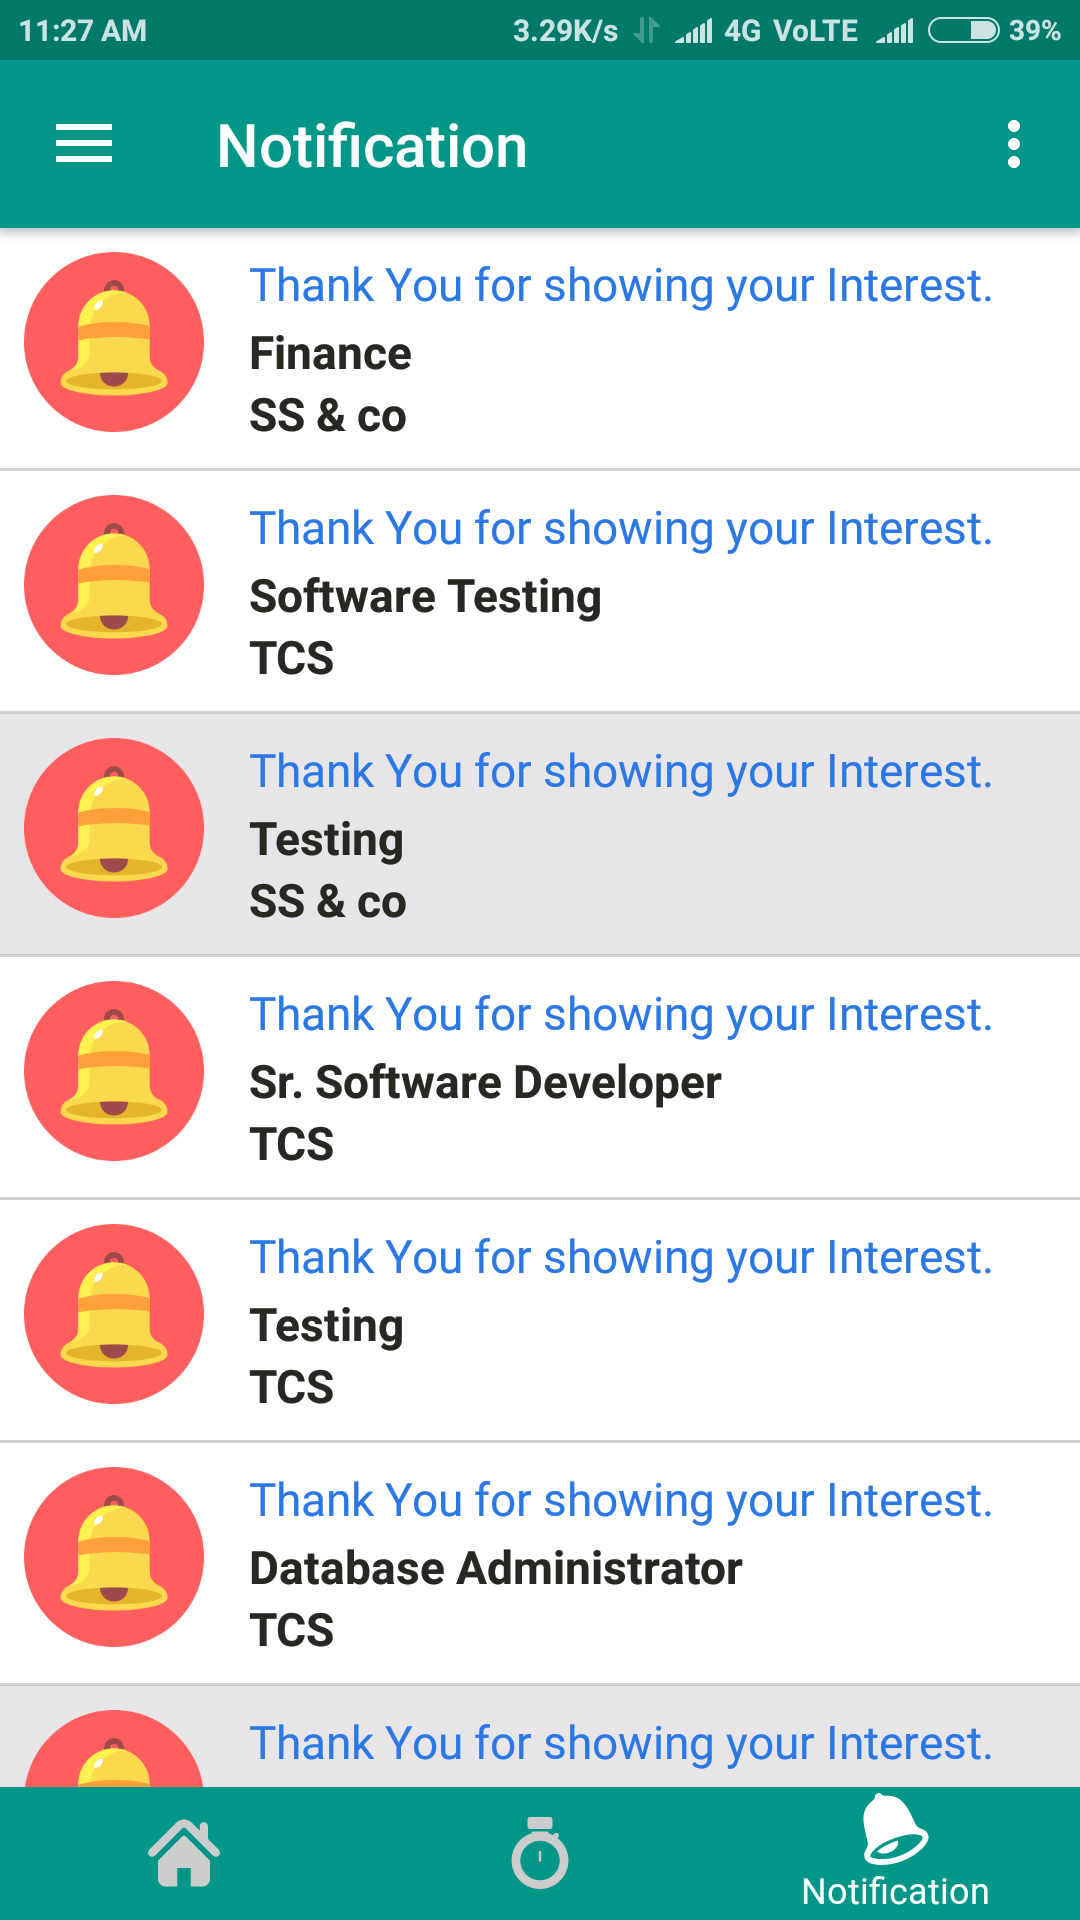 11:27 AM 3.29K/s 4G VoLTE 39%
Notification
Thank You for showing your Interest.
Finance
SS & co
Thank You for showing your Interest.
Software Testing
TCS
Thank You for showing your Interest.
Testing
SS & co
Thank You for showing your Interest.
Sr. Software Developer
TCS
Thank You for showing your Interest.
Testing
TCS
Thank You for showing your Interest.
Database Administrator
TCS
Thank You for showing your Interest.
Notification